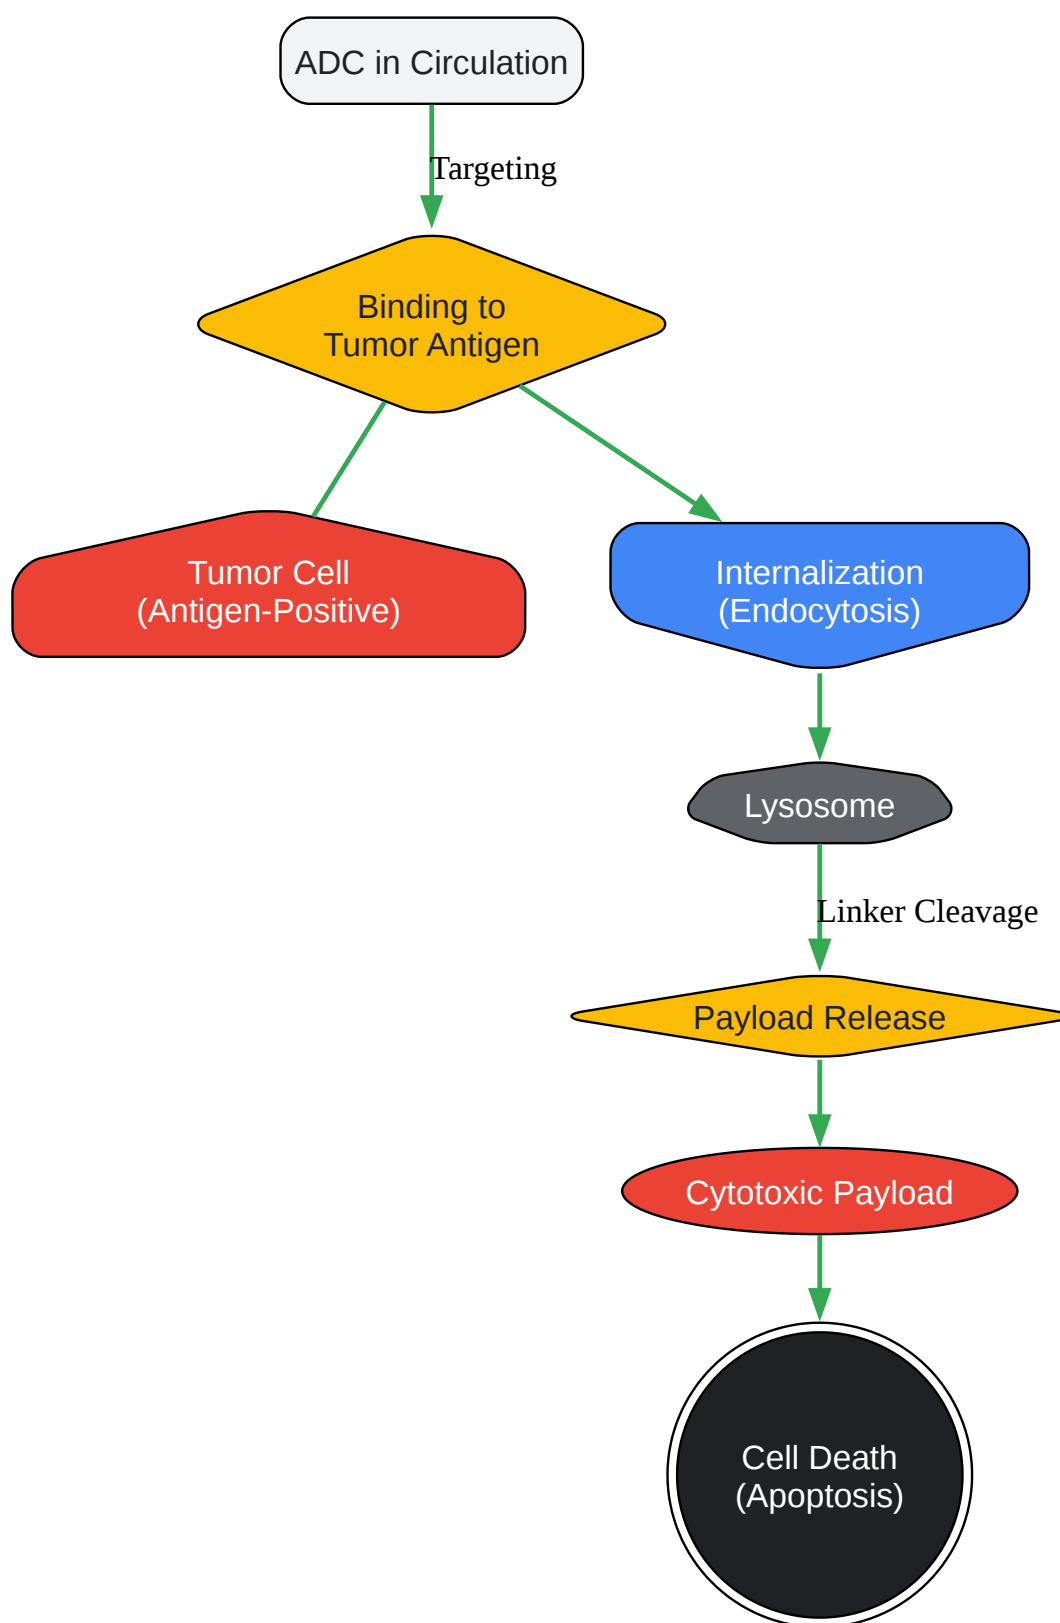 ADC in Circulation
Targeting
Binding to
Tumor Antigen
Tumor Cell
(Antigen-Positive)
Internalization
(Endocytosis)
Lysosome
Linker Cleavage
Payload Release
Cytotoxic Payload
Cell Death
(Apoptosis)